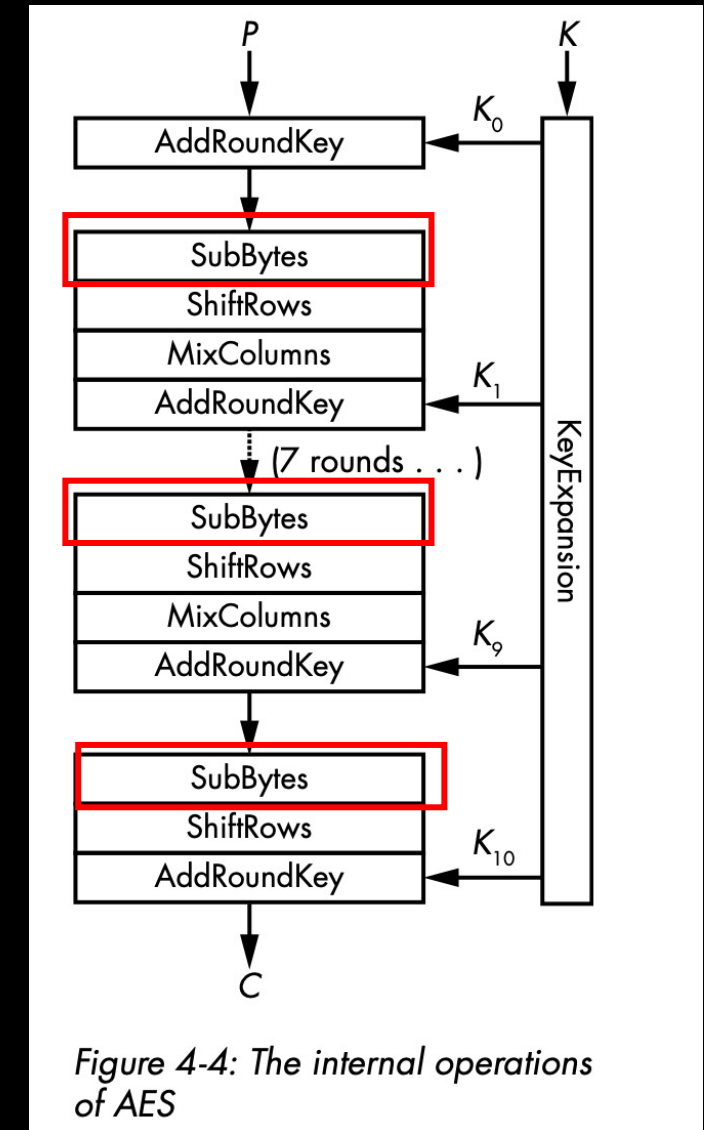 P
K
K0
AddRoundKey
SubBytes
ShiftRows
MixColumns
K1
AddRoundKey
(7 rounds . . . )
KeyExpansion
SubBytes
ShiftRows
MixColumns
K9
AddRoundKey
SubBytes
ShiftRows
K10
AddRoundKey
C
Figure 4-4: The internal operations
of AES